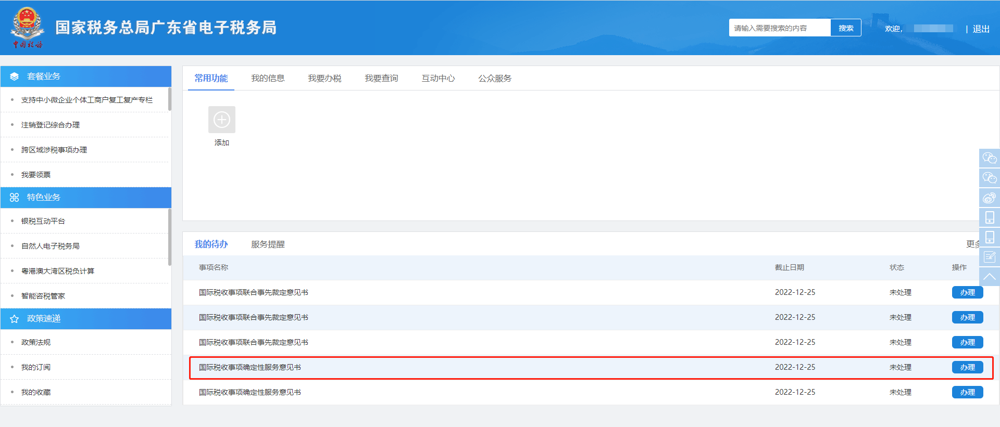 中国税务
国家税务总局广东省电子税务局
请输入需要搜索的内容 搜索 欢迎, | 退出
套餐业务
支持中小微企业个体工商户复工复产专栏
注销登记综合办理
跨区域涉税事项办理
我要领票
特色业务
银税互动平台
自然人电子税务局
粤港澳大湾区税负计算
智能咨税管家
政策速递
政策法规
我的订阅
我的收藏
常用功能 我的信息 我要办税 我要查询 互动中心 公众服务
添加
我的待办 服务提醒 更多
事项名称 截止日期 状态 操作
国际税收事项联合事先裁定意见书 2022-12-25 未处理 办理
国际税收事项联合事先裁定意见书 2022-12-25 未处理 办理
国际税收事项联合事先裁定意见书 2022-12-25 未处理 办理
国际税收事项确定性服务意见书 2022-12-25 未处理 办理
国际税收事项确定性服务意见书 2022-12-25 未处理 办理